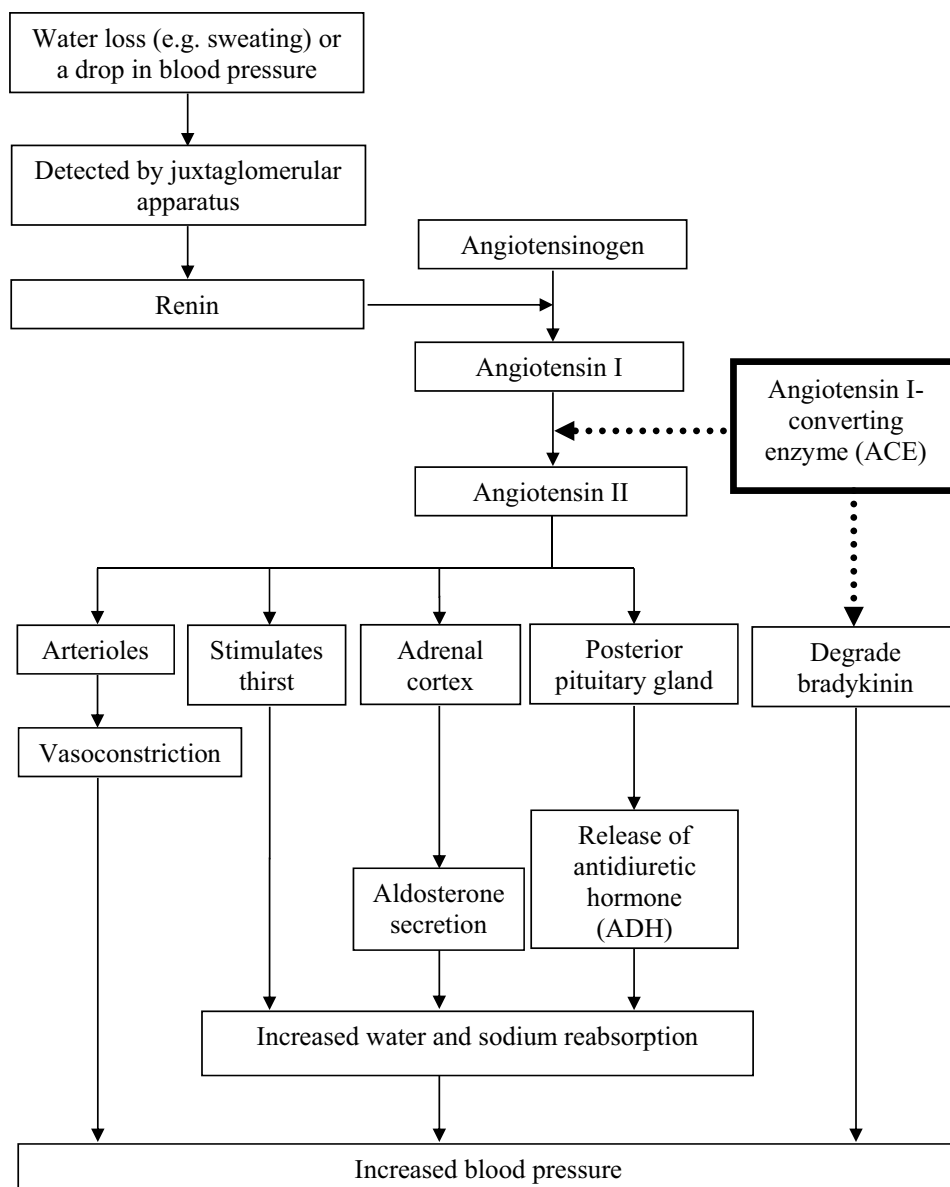 Water loss (e.g. sweating) or
a drop in blood pressure
Detected by juxtaglomerular
apparatus
Angiotensinogen
Renin
Angiotensin I
Angiotensin I-
converting
enzyme (ACE)
Angiotensin II
Arterioles
Stimulates
thirst
Adrenal
cortex
Posterior
pituitary gland
Degrade
bradykinin
Vasoconstriction
Release of
antidiuretic
hormone
(ADH)
Aldosterone
secretion
Increased water and sodium reabsorption
Increased blood pressure